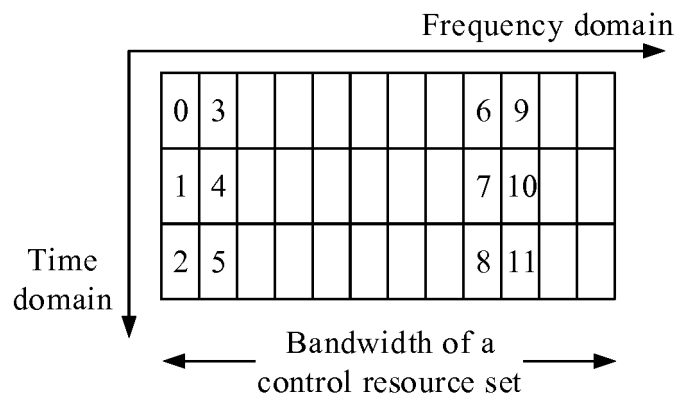 Frequency domain
0 3 6 9
1 4 7 10
2 5 8 11
Time
domain
Bandwidth of a
control resource set